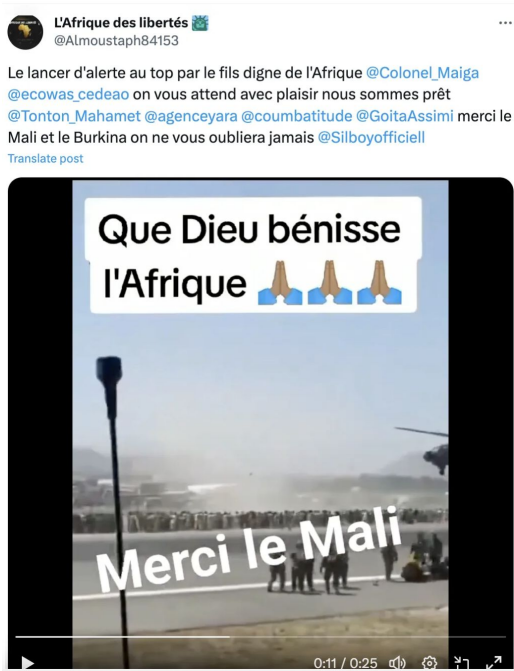 L'Afrique des libertés
@Almoustaph84153
Le lancer d'alerte au top par le fils digne de l'Afrique @Colonel_Maiga
@ecowas_cedeao on vous attend avec plaisir nous sommes prêt
@Tonton_Mahamet @agenceyara @coumbatitude @GoitaAssimi merci le
Mali et le Burkina on ne vous oubliera jamais @Silboyofficiell
Translate post
Que Dieu bénisse
l'Afrique 🙏🏽🙏🏽🙏🏽
Merci le Mali
0:11 / 0:25